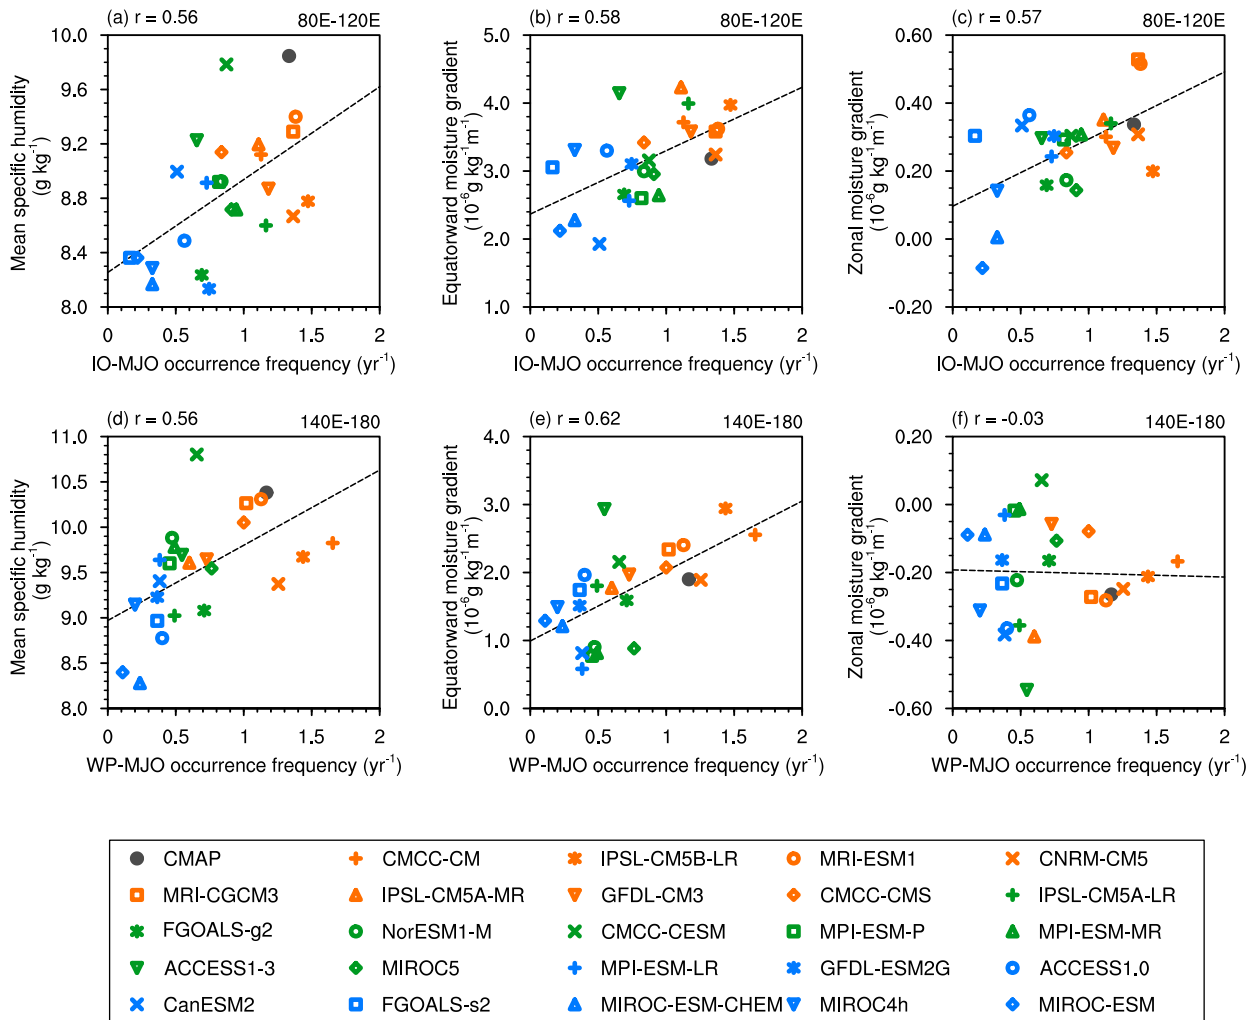 (a) r = 0.56 80E-120E
10.0
9.6
9.2
8.8
8.4
8.0
Mean specific humidity
(g kg⁻¹)
0 0.5 1 1.5 2
IO-MJO occurrence frequency (yr⁻¹)
(b) r = 0.58 80E-120E
5.0
4.0
3.0
2.0
1.0
Equatorward moisture gradient
(10⁻⁶g kg⁻¹m⁻¹)
0 0.5 1 1.5 2
IO-MJO occurrence frequency (yr⁻¹)
(c) r = 0.57 80E-120E
0.60
0.40
0.20
0.00
-0.20
Zonal moisture gradient
(10⁻⁶g kg⁻¹m⁻¹)
0 0.5 1 1.5 2
IO-MJO occurrence frequency (yr⁻¹)
(d) r = 0.56 140E-180
11.0
10.5
10.0
9.5
9.0
8.5
8.0
Mean specific humidity
(g kg⁻¹)
0 0.5 1 1.5 2
WP-MJO occurrence frequency (yr⁻¹)
(e) r = 0.62 140E-180
4.0
3.0
2.0
1.0
0.0
Equatorward moisture gradient
(10⁻⁶g kg⁻¹m⁻¹)
0 0.5 1 1.5 2
WP-MJO occurrence frequency (yr⁻¹)
(f) r = -0.03 140E-180
0.20
0.00
-0.20
-0.40
-0.60
Zonal moisture gradient
(10⁻⁶g kg⁻¹m⁻¹)
0 0.5 1 1.5 2
WP-MJO occurrence frequency (yr⁻¹)
CMAP CMCC-CM IPSL-CM5B-LR MRI-ESM1 CNRM-CM5
MRI-CGCM3 IPSL-CM5A-MR GFDL-CM3 CMCC-CMS IPSL-CM5A-LR
FGOALS-g2 NorESM1-M CMCC-CESM MPI-ESM-P MPI-ESM-MR
ACCESS1-3 MIROC5 MPI-ESM-LR GFDL-ESM2G ACCESS1.0
CanESM2 FGOALS-s2 MIROC-ESM-CHEM MIROC4h MIROC-ESM